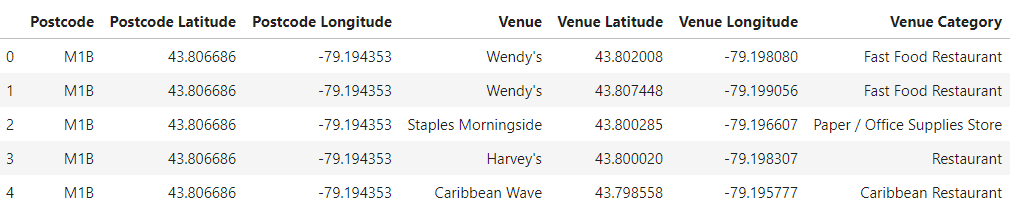 Postcode Postcode Latitude Postcode Longitude Venue Venue Latitude Venue Longitude Venue Category
0 M1B 43.806686 -79.194353 Wendy's 43.802008 -79.198080 Fast Food Restaurant
1 M1B 43.806686 -79.194353 Wendy's 43.807448 -79.199056 Fast Food Restaurant
2 M1B 43.806686 -79.194353 Staples Morningside 43.800285 -79.196607 Paper / Office Supplies Store
3 M1B 43.806686 -79.194353 Harvey's 43.800020 -79.198307 Restaurant
4 M1B 43.806686 -79.194353 Caribbean Wave 43.798558 -79.195777 Caribbean Restaurant